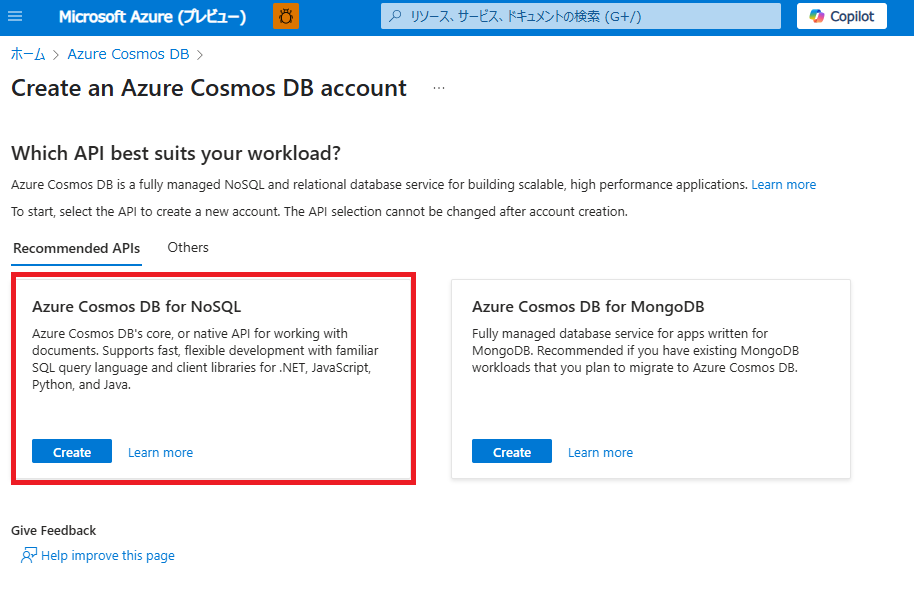 Microsoft Azure (プレビュー)
リソース、サービス、ドキュメントの検索 (G+/)
Copilot
ホーム > Azure Cosmos DB >
Create an Azure Cosmos DB account ...
Which API best suits your workload?
Azure Cosmos DB is a fully managed NoSQL and relational database service for building scalable, high performance applications. Learn more
To start, select the API to create a new account. The API selection cannot be changed after account creation.
Recommended APIs Others
Azure Cosmos DB for NoSQL
Azure Cosmos DB's core, or native API for working with
documents. Supports fast, flexible development with familiar
SQL query language and client libraries for .NET, JavaScript,
Python, and Java.
Create Learn more
Azure Cosmos DB for MongoDB
Fully managed database service for apps written for
MongoDB. Recommended if you have existing MongoDB
workloads that you plan to migrate to Azure Cosmos DB.
Create Learn more
Give Feedback
Help improve this page